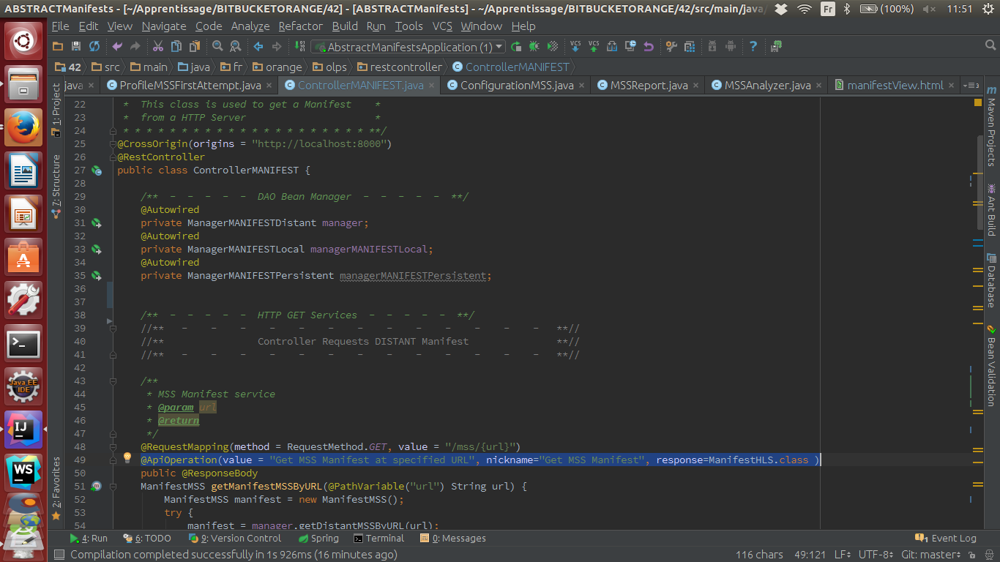 ABSTRACTManifests - [~/Apprentissage/BITBUCKETORANGE/42] - [ABSTRACTManifests] - ~/Apprentissage/BITBUCKETORANGE/42/src/main/java/
Fr
(100%)
11:51
File Edit View Navigate Code Analyze Refactor Build Run Tools VCS Window Help
AbstractManifestsApplication (1)
VCS VCS
42 src main java fr orange olps restcontroller ControllerMANIFEST
java × ProfileMSSFirstAttempt.java × ControllerMANIFEST.java × ConfigurationMSS.java × MSSReport.java × MSSAnalyzer.java × manifestView.html ×
1: Project
7: Structure
2: Favorites
22 * This class is used to get a Manifest *
23 * from a HTTP Server *
24 * * * * * * * * * * * * * * * * * * * * * * **/
25 @CrossOrigin(origins = "http://localhost:8000")
26 @RestController
27 public class ControllerMANIFEST {
28
29 /** - - - - - DAO Bean Manager - - - - - **/
30 @Autowired
31 private ManagerMANIFESTDistant manager;
32 @Autowired
33 private ManagerMANIFESTLocal managerMANIFESTLocal;
34 @Autowired
35 private ManagerMANIFESTPersistent managerMANIFESTPersistent;
36
37
38 /** - - - - - HTTP GET Services - - - - - **/
39 //** - - - - - - - - - - - - - **//
40 //** Controller Requests DISTANT Manifest **//
41 //** - - - - - - - - - - - - - **//
42
43 /**
44 * MSS Manifest service
45 * @param url
46 * @return
47 */
48 @RequestMapping(method = RequestMethod.GET, value = "/mss/{url}")
49 @ApiOperation(value = "Get MSS Manifest at specified URL", nickname="Get MSS Manifest", response=ManifestHLS.class )
50 public @ResponseBody
51 ManifestMSS getManifestMSSByURL(@PathVariable("url") String url) {
52 ManifestMSS manifest = new ManifestMSS();
53 try {
54 manifest = manager.getDistantMSSByURL(url);
Maven Projects
Ant Build
Database
Bean Validation
Java EE
IDE
IJ
WS
4: Run 6: TODO 9: Version Control Spring Terminal 0: Messages Event Log
Compilation completed successfully in 1s 926ms (16 minutes ago) 116 chars 49:121 LF÷ UTF-8÷ Git: master÷